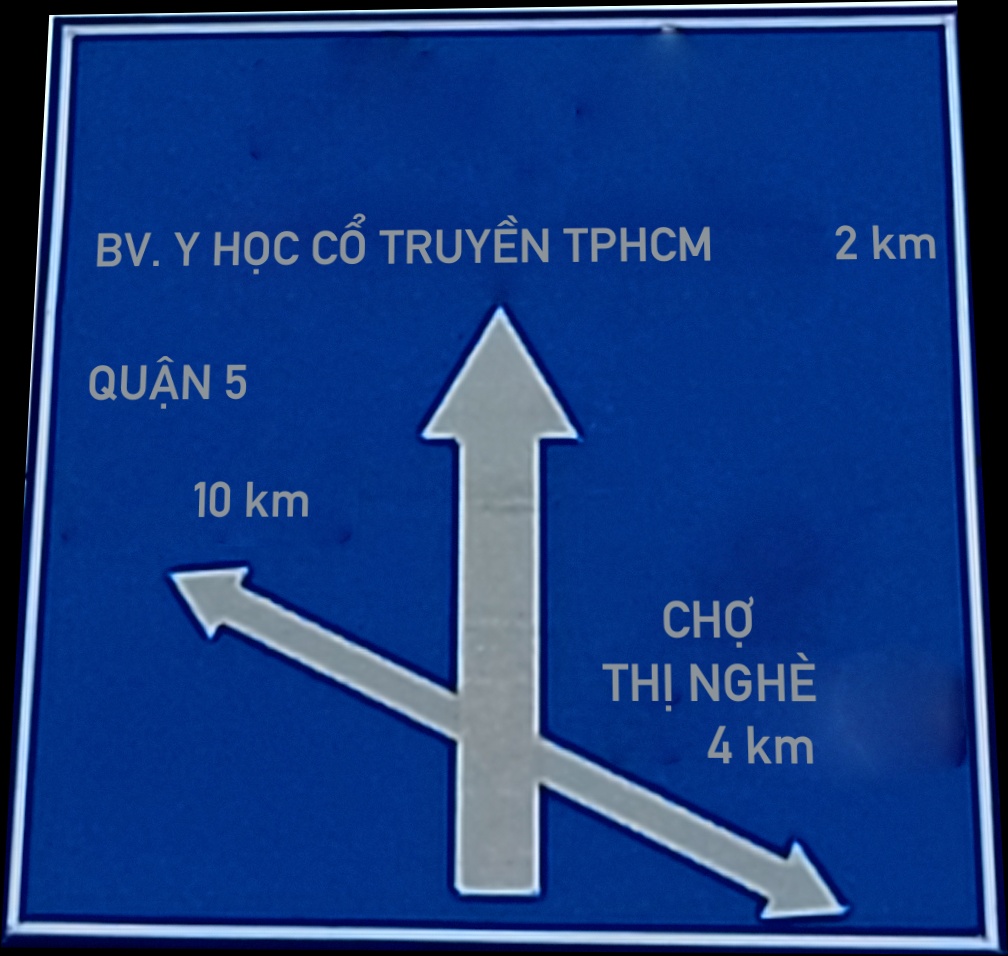 BV. Y HỌC CỔ TRUYỀN TPHCM 2 km
QUẬN 5
10 km
CHỢ
THỊ NGHÈ
4 km